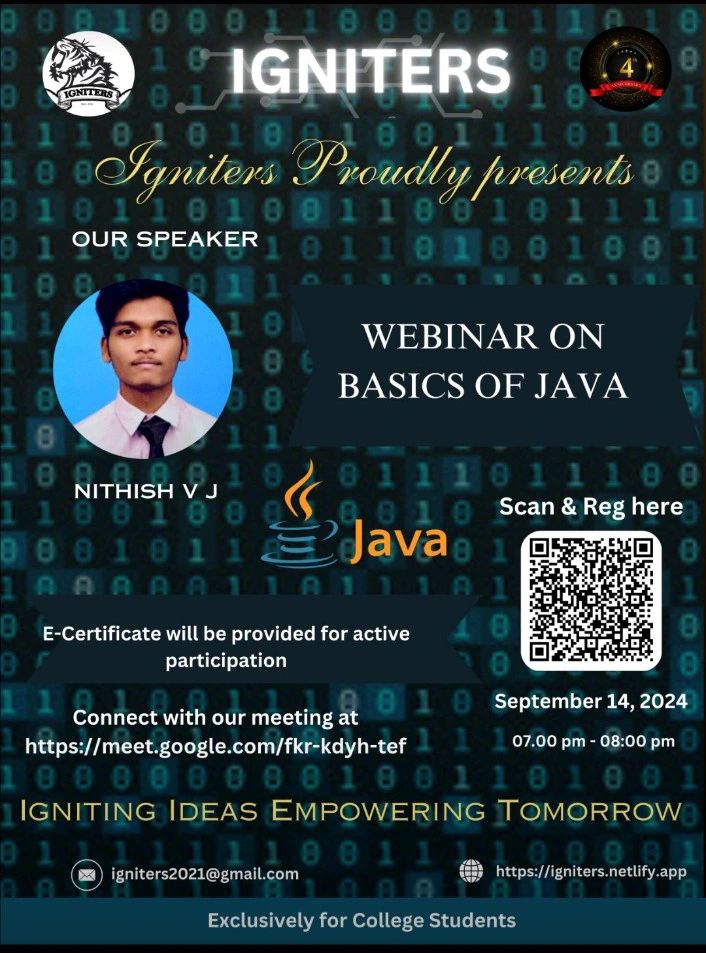 IGNITERS
IGNITERS
4
ANNIVERSARY
Igniters Proudly presents
OUR SPEAKER
WEBINAR ON
BASICS OF JAVA
NITHISH V J
Java
Scan & Reg here
E-Certificate will be provided for active
participation
September 14, 2024
07.00 pm - 08:00 pm
Connect with our meeting at
https://meet.google.com/fkr-kdyh-tef
IGNITING IDEAS EMPOWERING TOMORROW
igniters2021@gmail.com
https://igniters.netlify.app
Exclusively for College Students